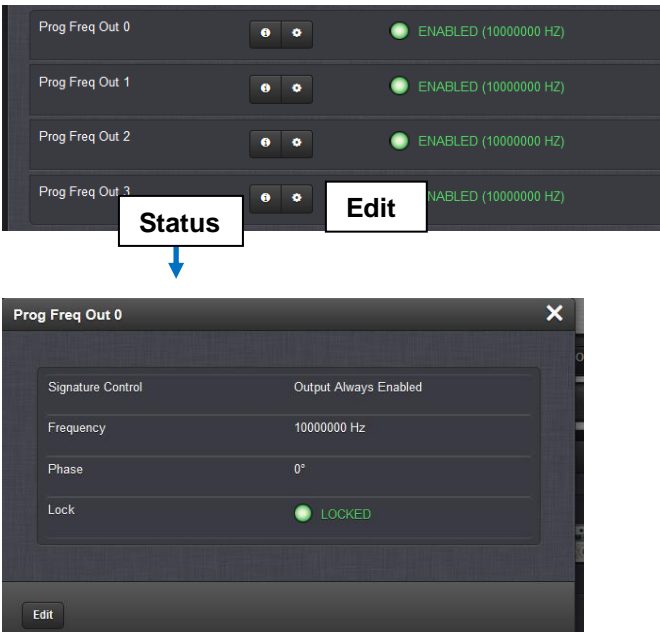 Prog Freq Out 0 ENABLED (10000000 HZ)
Prog Freq Out 1 ENABLED (10000000 HZ)
Prog Freq Out 2 ENABLED (10000000 HZ)
Prog Freq Out 3 NABLED (10000000 HZ)
Status
Edit
Prog Freq Out 0
Signature Control Output Always Enabled
Frequency 10000000 Hz
Phase 0°
Lock LOCKED
Edit